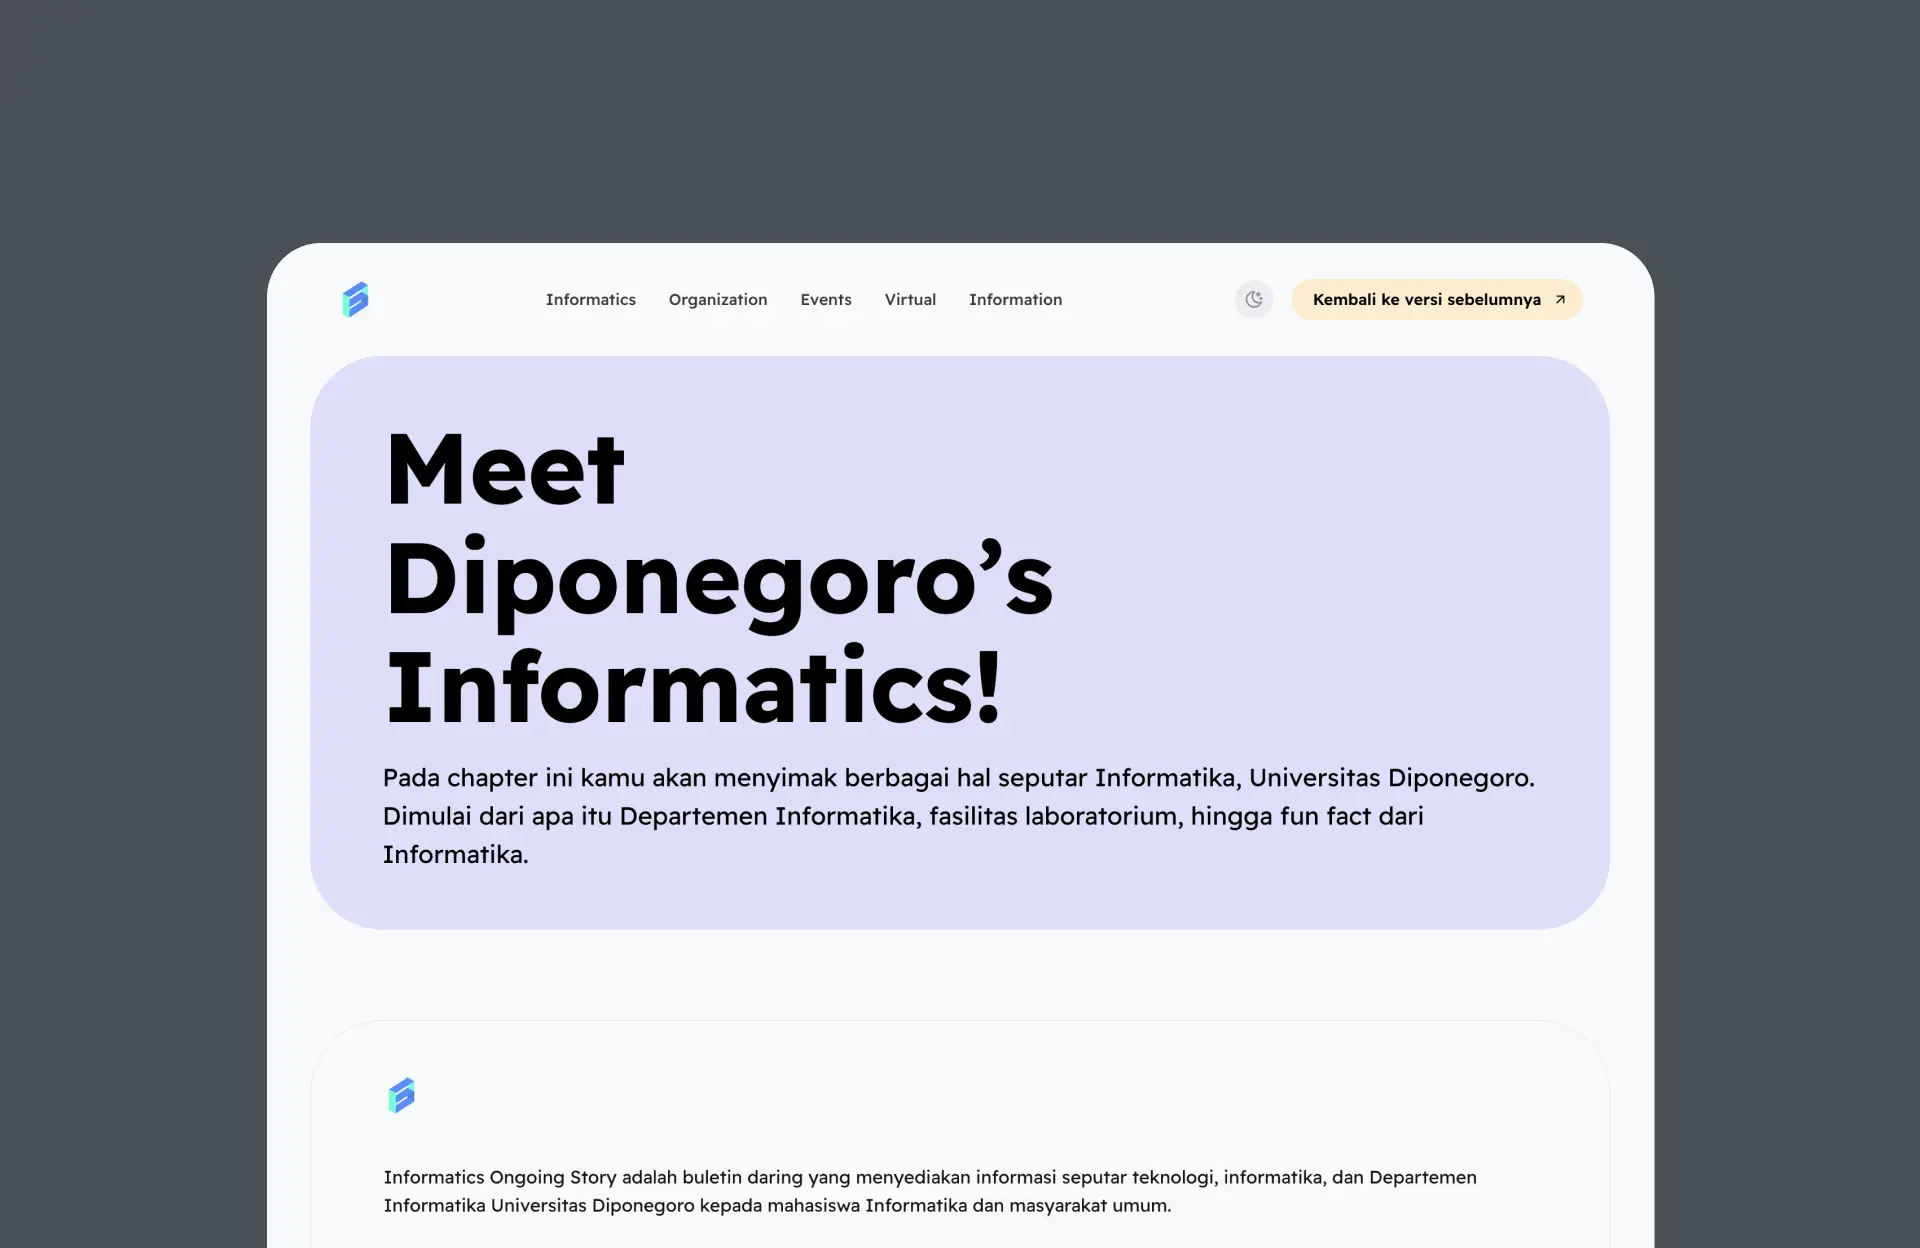 Informatics Organization Events Virtual Information Kembali ke versi sebelumnya
Meet
Diponegoro’s
Informatics!
Pada chapter ini kamu akan menyimak berbagai hal seputar Informatika, Universitas Diponegoro.
Dimulai dari apa itu Departemen Informatika, fasilitas laboratorium, hingga fun fact dari
Informatika.
Informatics Ongoing Story adalah buletin daring yang menyediakan informasi seputar teknologi, informatika, dan Departemen
Informatika Universitas Diponegoro kepada mahasiswa Informatika dan masyarakat umum.